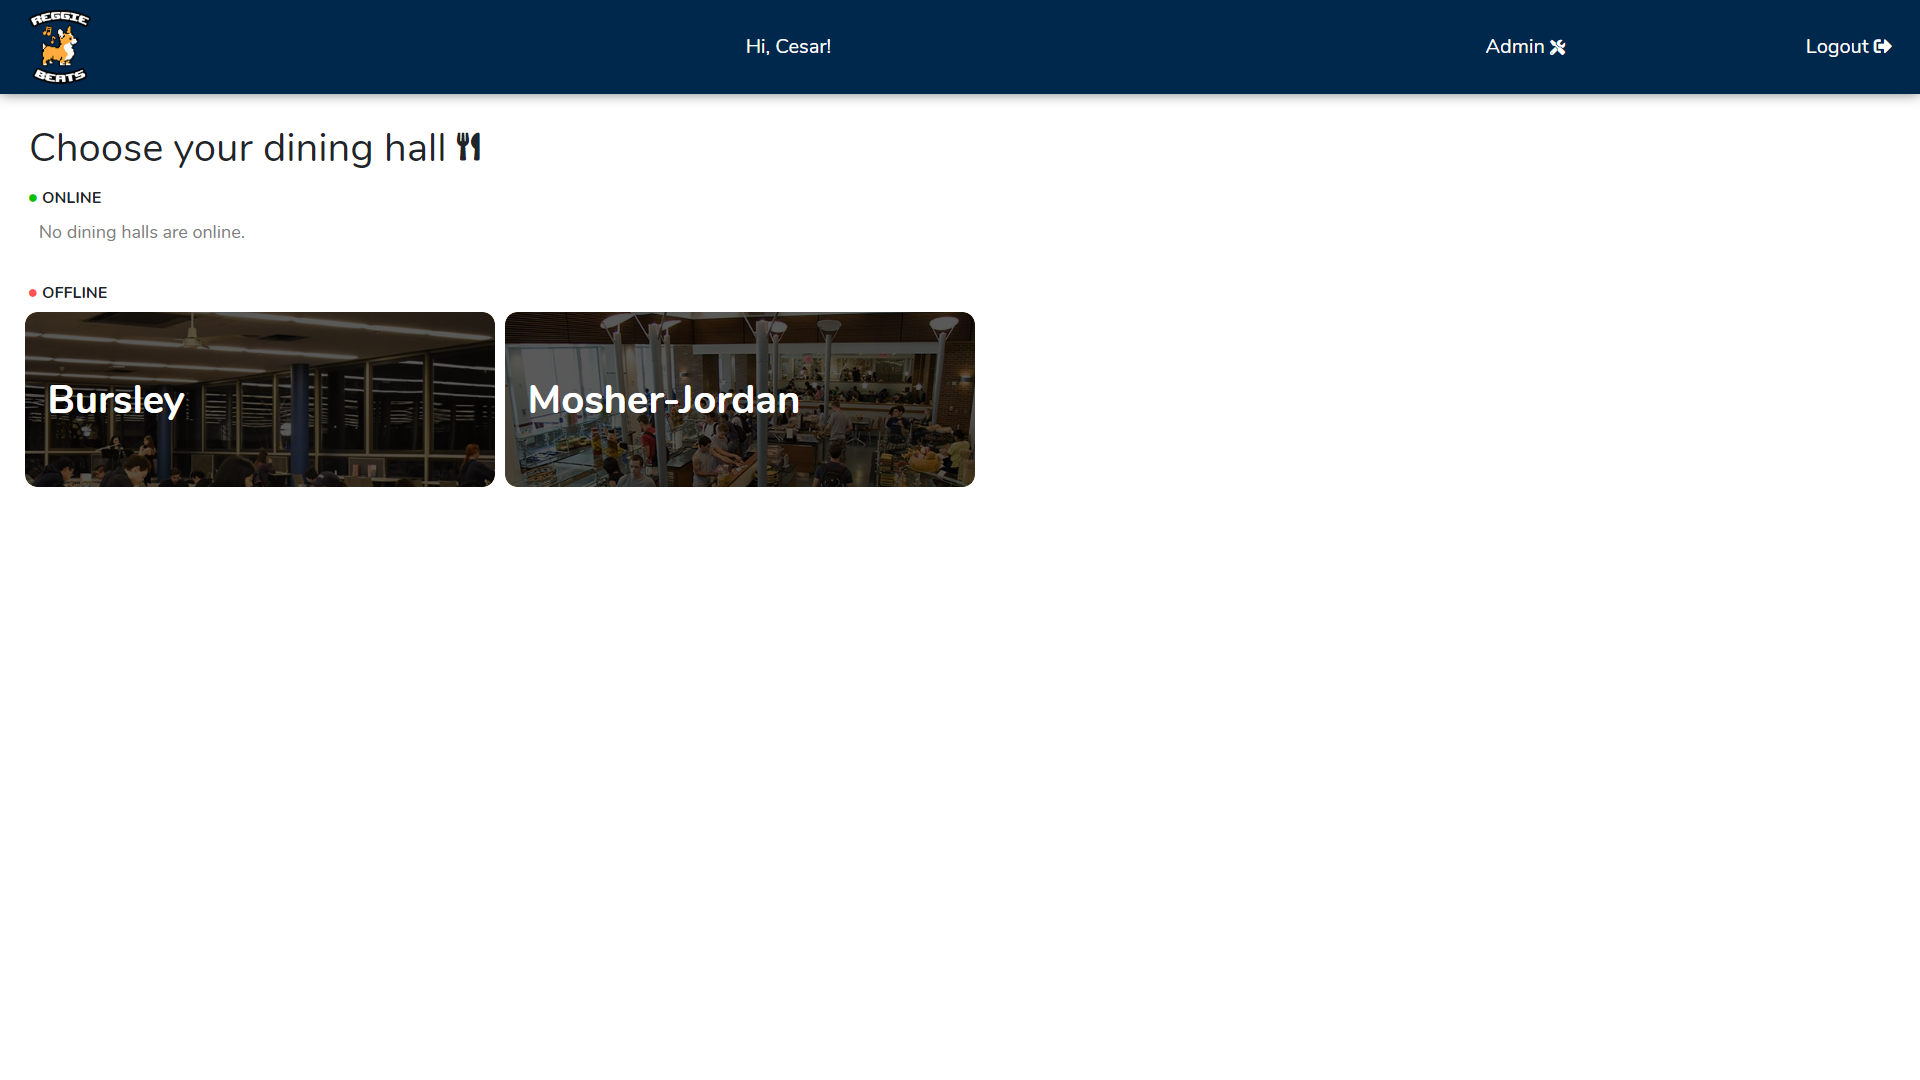 REGGIE
BEATS
Hi, Cesar!
Admin
Logout
Choose your dining hall
ONLINE
No dining halls are online.
OFFLINE
Bursley
Mosher-Jordan